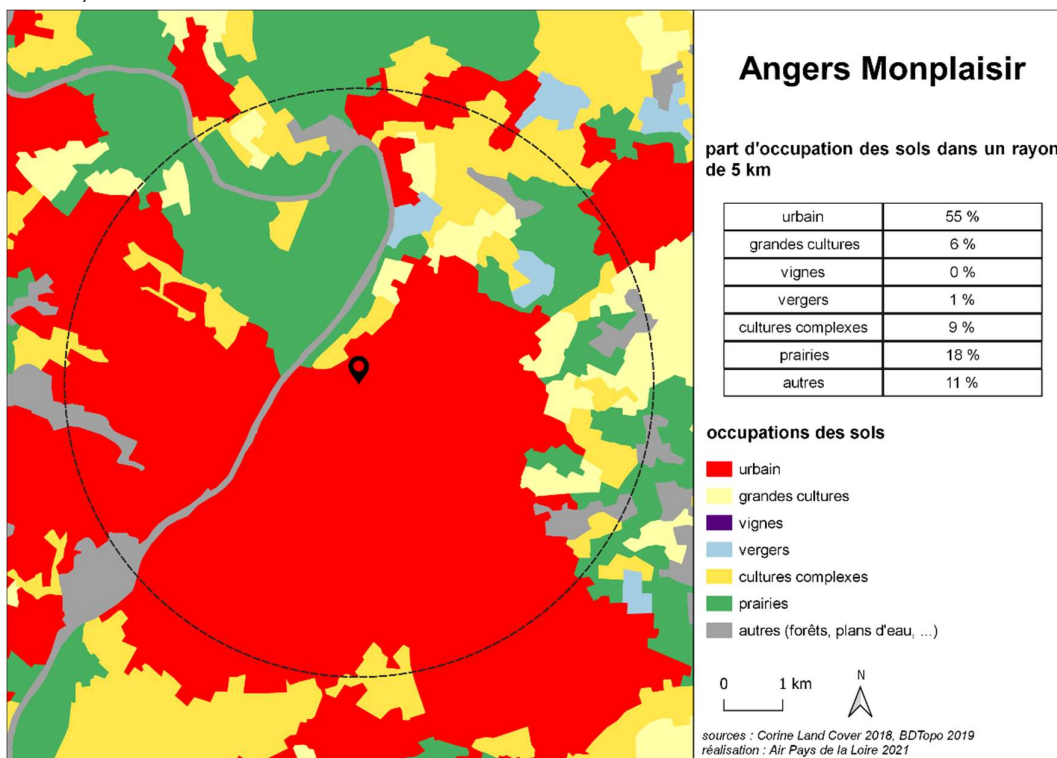 Angers Monplaisir
part d'occupation des sols dans un rayon
de 5 km
urbain 55 %
grandes cultures 6 %
vignes 0 %
vergers 1 %
cultures complexes 9 %
prairies 18 %
autres 11 %
occupations des sols
urbain
grandes cultures
vignes
vergers
cultures complexes
prairies
autres (forêts, plans d'eau, ...)
0 1 km
N
sources : Corine Land Cover 2018, BDTopo 2019
réalisation : Air Pays de la Loire 2021